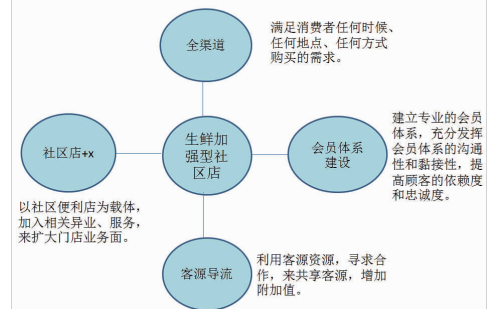 全渠道
满足消费者任何时候、
任何地点、任何方式
购买的需求。
社区店+x
生鲜加
强型社
区店
会员体系
建设
建立专业的会员
体系，充分发挥
会员体系的沟通
性和黏接性，提
高顾客的依赖度
和忠诚度。
以社区便利店为载体，
加入相关异业、服务，
来扩大门店业务面。
客源导流
利用客源资源，寻求合
作，来共享客源，增加
附加值。